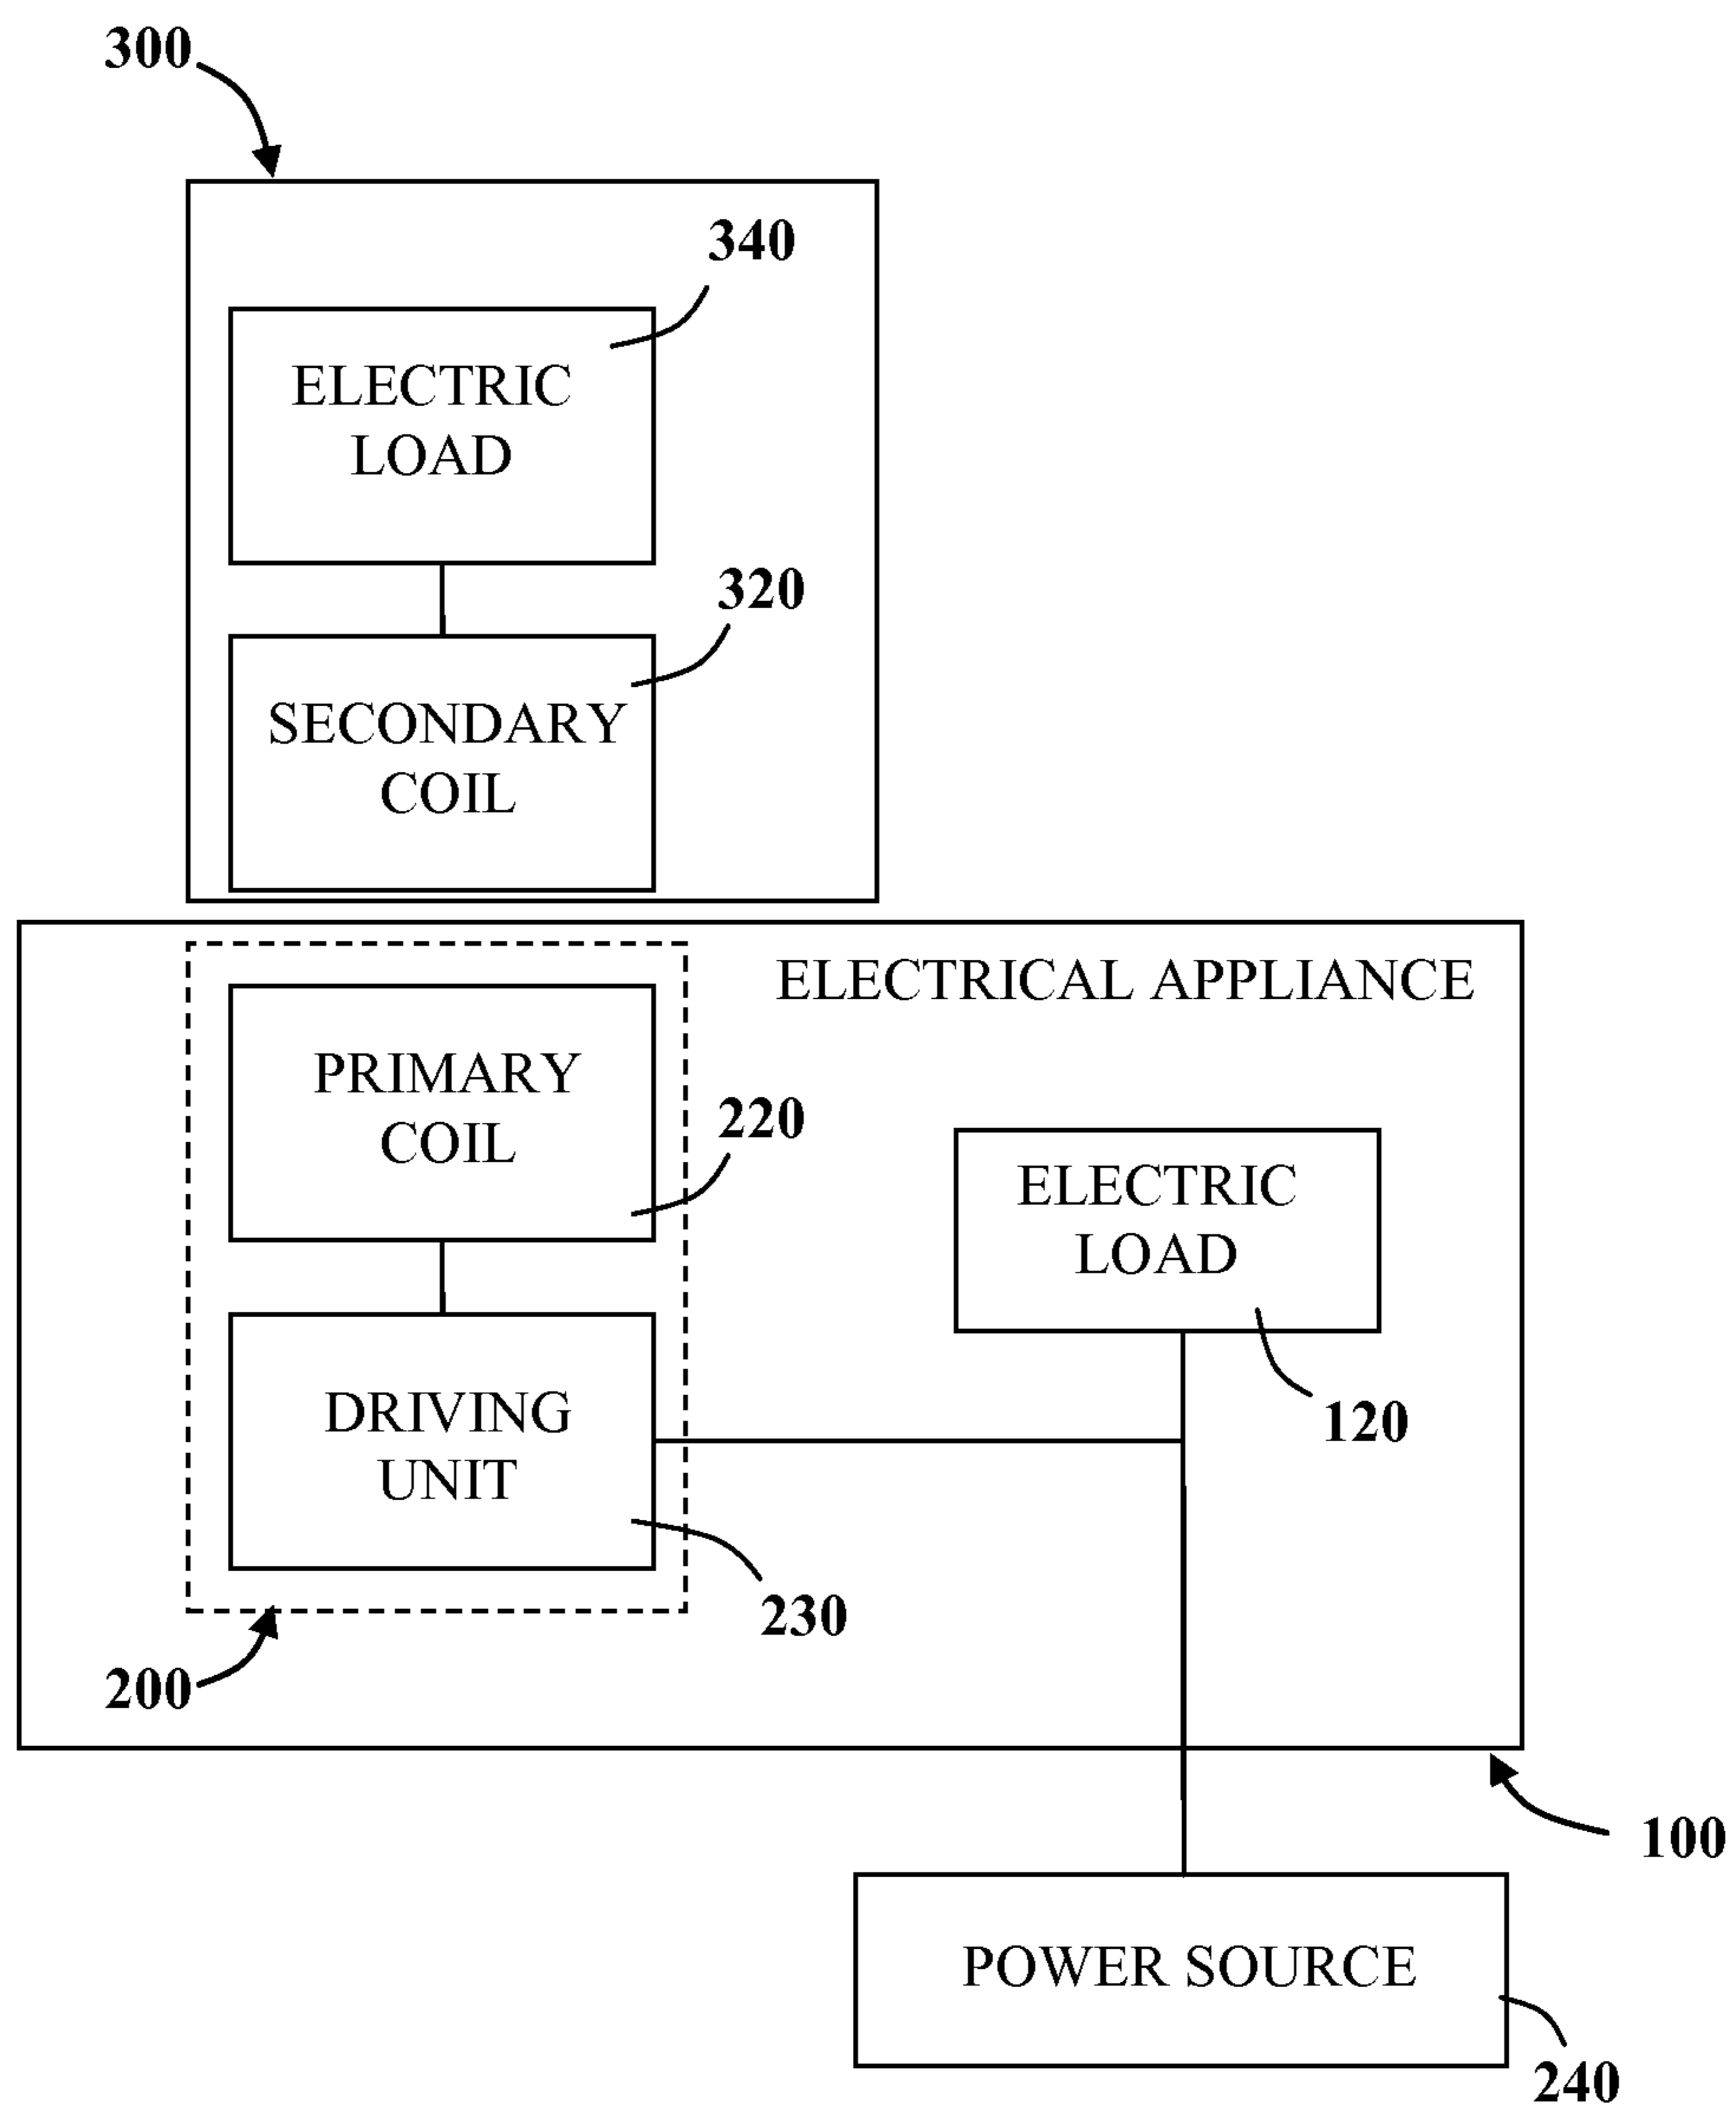 300
340
ELECTRIC
LOAD
320
SECONDARY
COIL
ELECTRICAL APPLIANCE
PRIMARY
COIL
220
ELECTRIC
LOAD
120
DRIVING
UNIT
230
200
100
POWER SOURCE
240